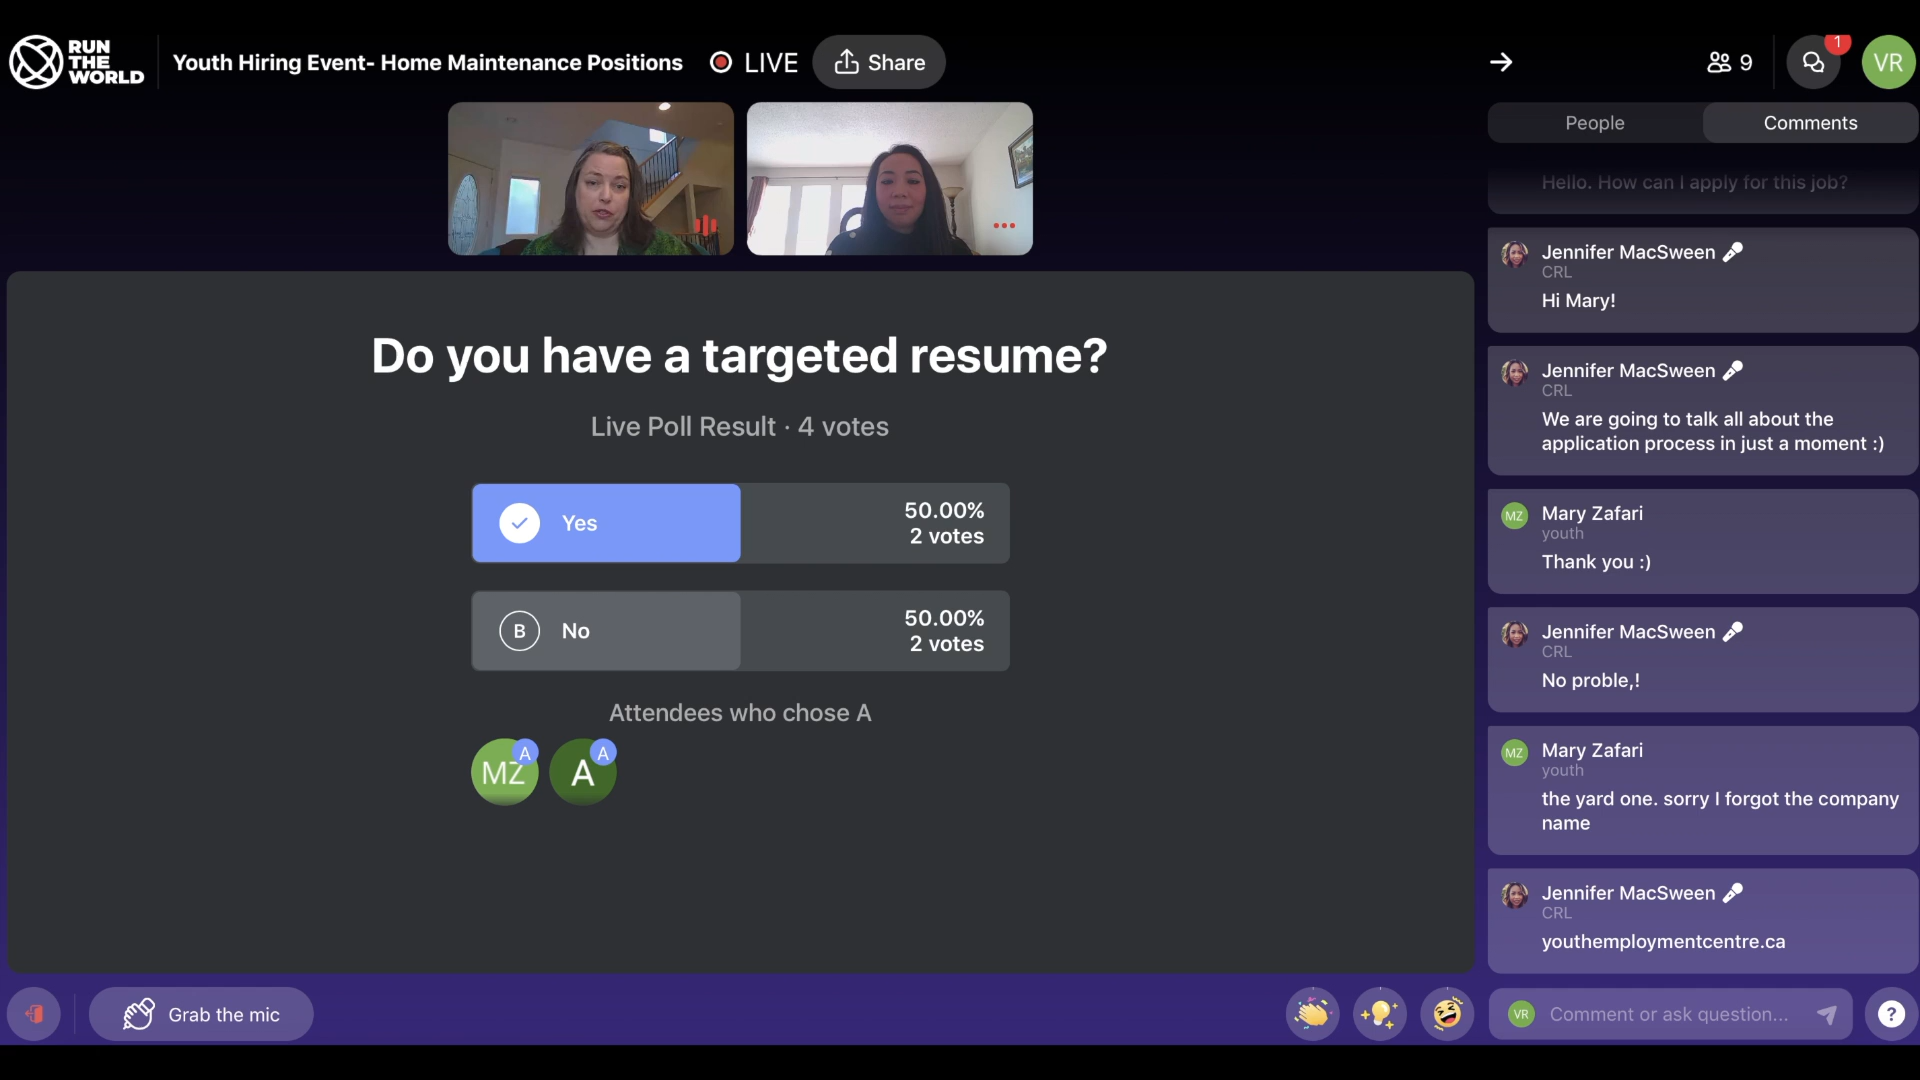 RUN
THE
WORLD
Youth Hiring Event- Home Maintenance Positions
LIVE
Share
9
1
VR
People
Comments
Hello. How can I apply for this job?
Jennifer MacSween
CRL
Hi Mary!
Jennifer MacSween
CRL
We are going to talk all about the
application process in just a moment :)
MZ
Mary Zafari
youth
Thank you :)
Jennifer MacSween
CRL
No proble,!
MZ
Mary Zafari
youth
the yard one. sorry I forgot the company
name
Jennifer MacSween
CRL
youthemploymentcentre.ca
Do you have a targeted resume?
Live Poll Result · 4 votes
Yes
50.00%
2 votes
B
No
50.00%
2 votes
Attendees who chose A
MZ A
A A
Grab the mic
VR
Comment or ask question...
?